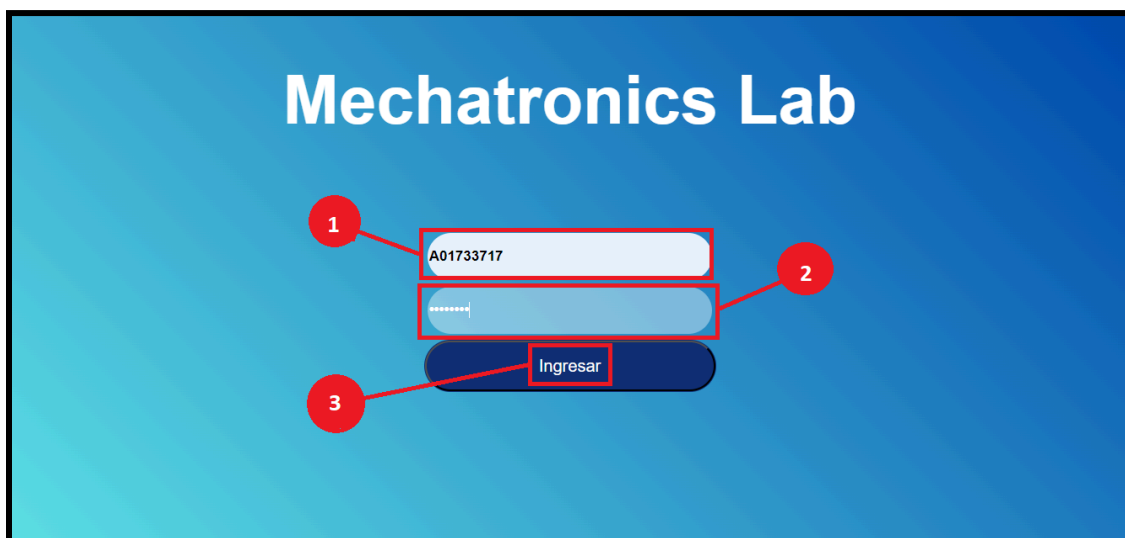 Mechatronics Lab
1
A01733717
2
••••••••
Ingresar
3